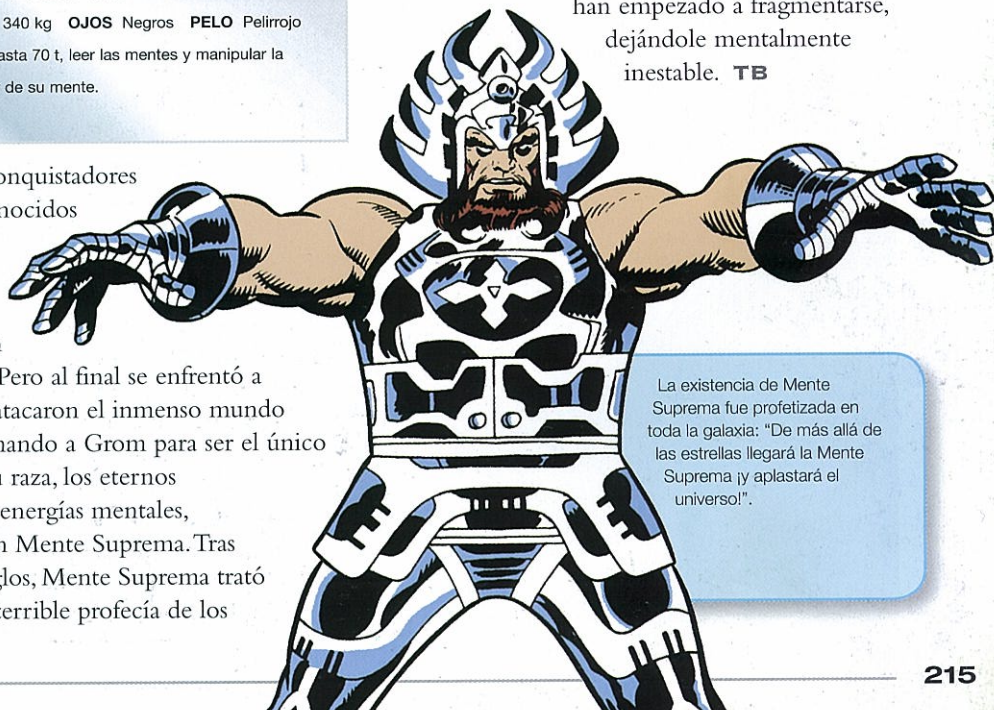 340 kg OJOS Negros PELO Pelirrojo
asta 70 t, leer las mentes y manipular la
de su mente.
han empezado a fragmentarse,
dejándole mentalmente
inestable. TB
onquistadores
nocidos
Pero al final se enfrentó a
atacaron el inmenso mundo
nando a Grom para ser el único
raza, los eternos
energías mentales,
n Mente Suprema. Tras
glos, Mente Suprema trató
terrible profecía de los
La existencia de Mente
Suprema fue profetizada en
toda la galaxia: "De más allá de
las estrellas llegará la Mente
Suprema ¡y aplastará el
universo!".
215